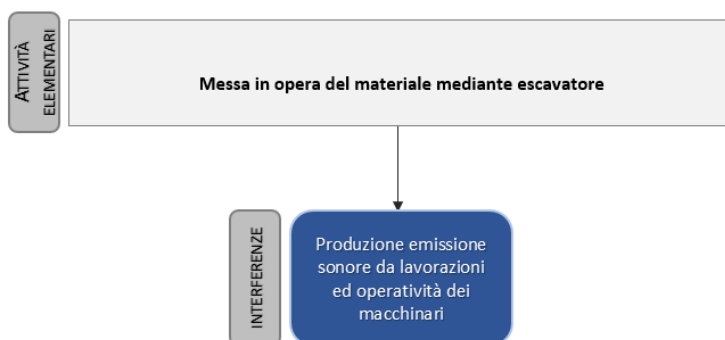 ATTIVITÀ
ELEMENTARI
Messa in opera del materiale mediante escavatore
INTERFERENZE
Produzione emissione
sonore da lavorazioni
ed operatività dei
macchinari